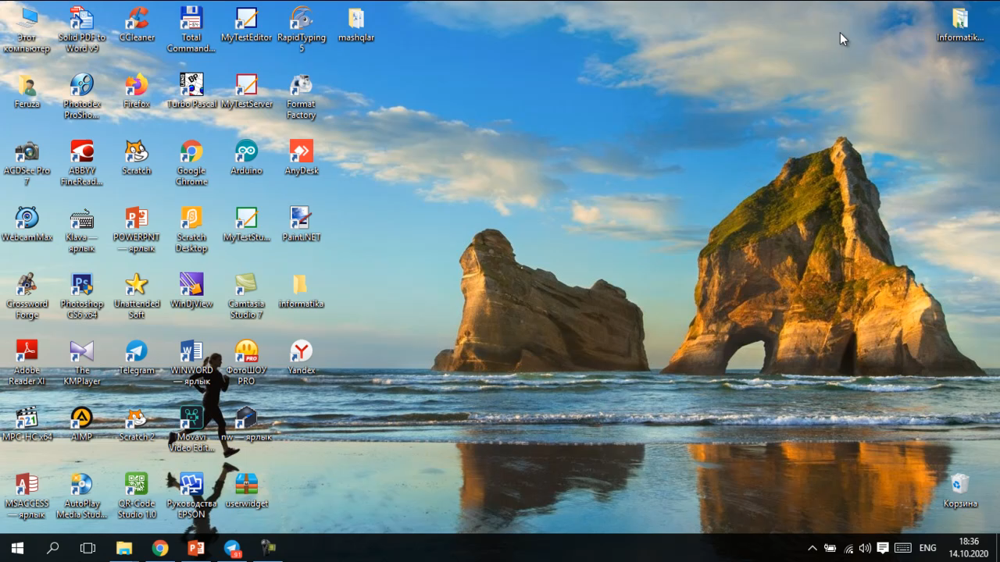 Этот
компьютер
Solid PDF to
Word v9
CCleaner
Total
Command...
MyTestEditor
RapidTyping
5
mashqlar
Informatik...
Feruza
Photodex
ProSho...
Firefox
Turbo Pascal
MyTestServer
Format
Factory
ACDSee Pro
7
ABBYY
FineRead...
Scratch
Google
Chrome
Arduino
AnyDesk
WebcamMax
Klava —
ярлык
POWERPNT
— ярлык
Scratch
Desktop
MyTestStu...
Paint.NET
Crossword
Forge
Photoshop
CS6 x64
Unattended
Soft
WinDjView
Camtasia
Studio 7
informatika
Adobe
Reader XI
The
KMPlayer
Telegram
WINWORD
— ярлык
ФотоШОУ
PRO
Yandex
MPC-HC x64
AIMP
Scratch 2
Movavi
Video Edit...
nw — ярлык
MSACCESS
— ярлык
AutoPlay
Media Stud...
QR-Code
Studio 1.0
Руководства
EPSON
userwidget
Корзина
91
ENG
18:36
14.10.2020